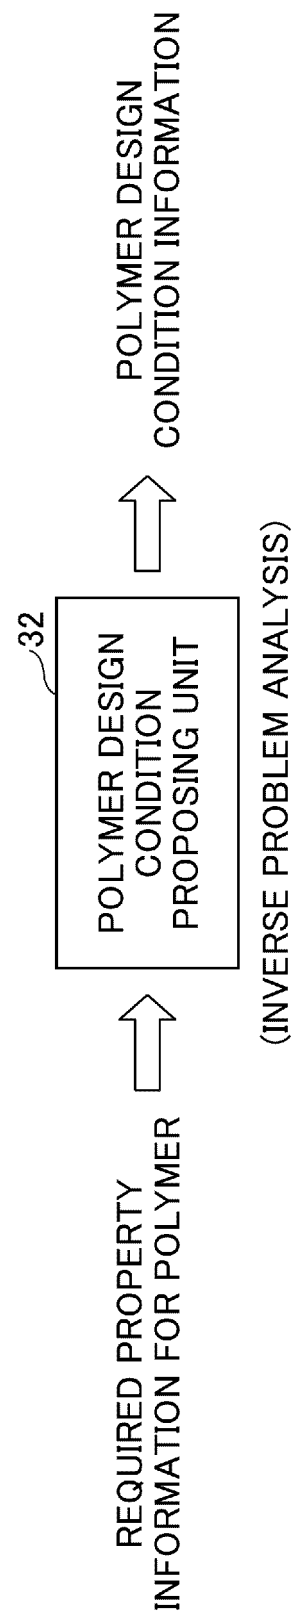 REQUIRED PROPERTY
INFORMATION FOR POLYMER
32
POLYMER DESIGN
CONDITION
PROPOSING UNIT
(INVERSE PROBLEM ANALYSIS)
POLYMER DESIGN
CONDITION INFORMATION